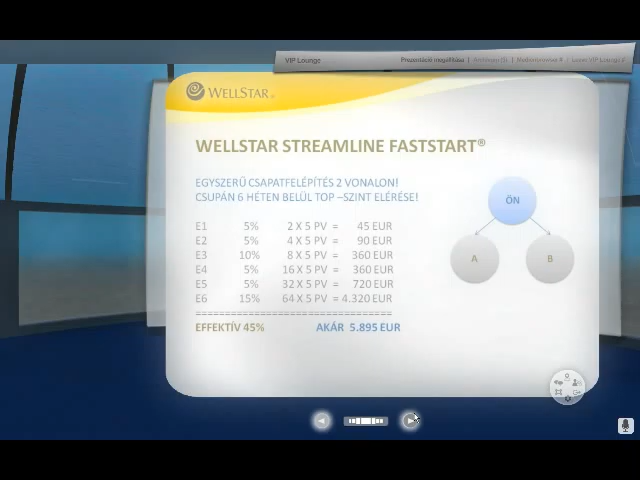 VIP Lounge
Prezentáció megállítása
WELLSTAR
WELLSTAR STREAMLINE FASTSTART®
EGYSZERŰ CSAPATFELÉPÍTÉS 2 VONALON!
CSUPÁN 6 HÉTEN BELÜL TOP –SZINT ELÉRÉSE!
ÖN
A B
E1 5% 2 X 5 PV = 45 EUR
E2 5% 4 X 5 PV = 90 EUR
E3 10% 8 X 5 PV = 360 EUR
E4 5% 16 X 5 PV = 360 EUR
E5 5% 32 X 5 PV = 720 EUR
E6 15% 64 X 5 PV = 4.320 EUR
==============================
EFFEKTÍV 45% AKÁR 5.895 EUR